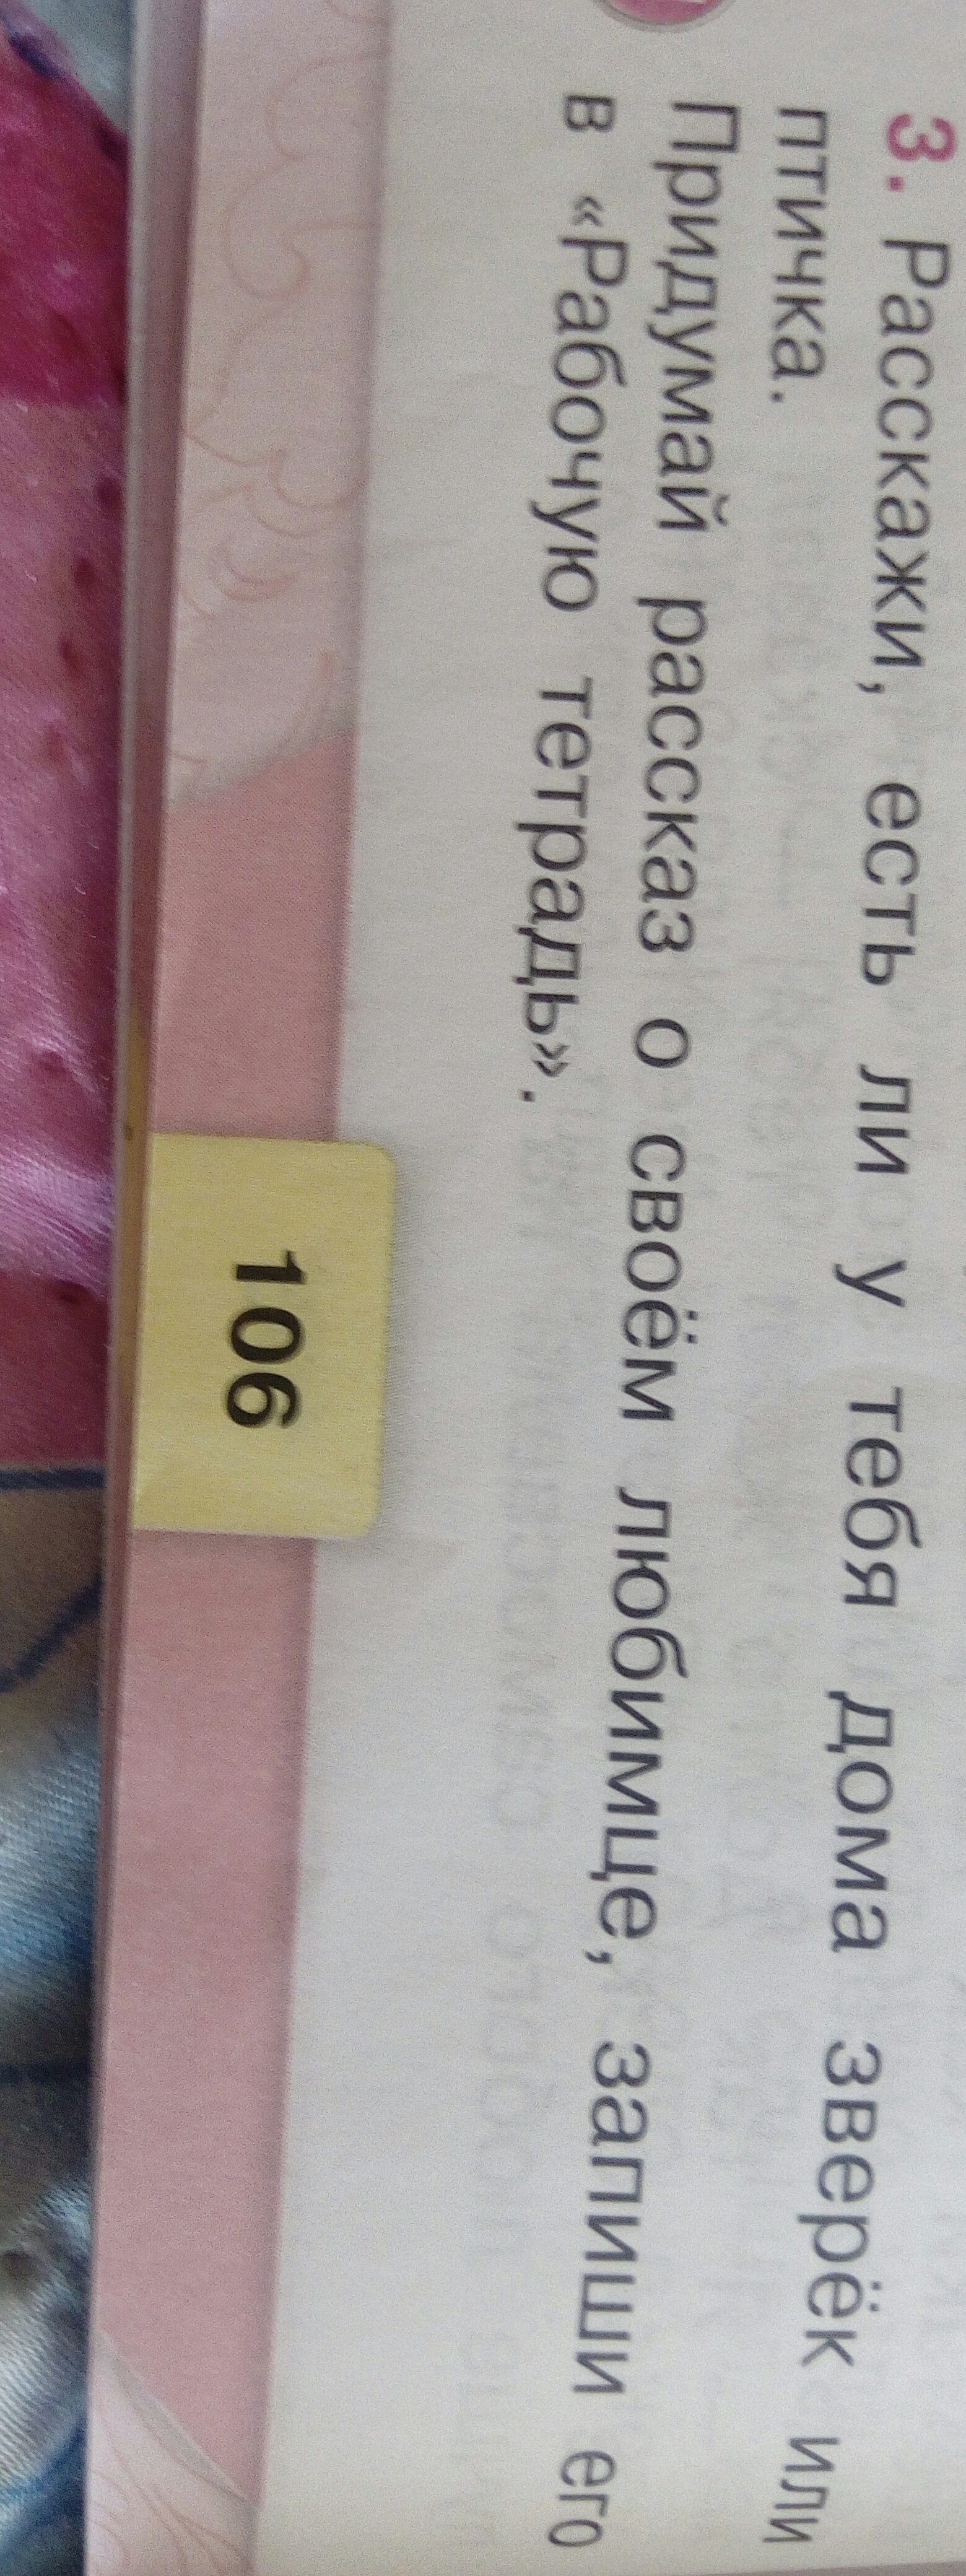 3. Расскажи, есть ли у тебя дома зверёк или
птичка.
Придумай рассказ о своём любимце, запиши его
в «Рабочую тетрадь».
106